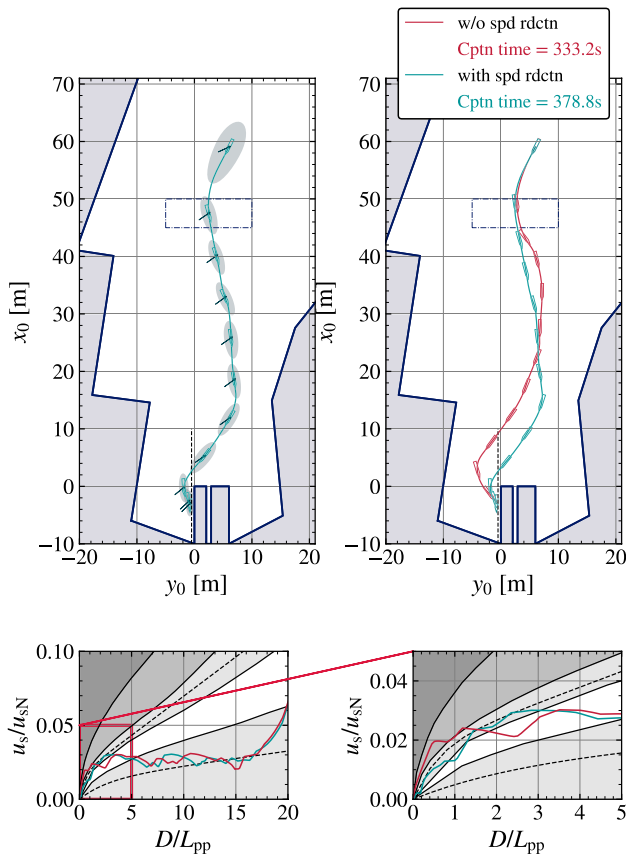 w/o spd rdctn
Cptn time = 333.2s
with spd rdctn
Cptn time = 378.8s
70
60
50
40
30
20
10
0
−10
x₀ [m]
−20 −10 0 10 20
y₀ [m]
70
60
50
40
30
20
10
0
−10
x₀ [m]
−20 −10 0 10 20
y₀ [m]
0.10
0.05
0.00
uₛ/uₛN
0 5 10 15 20
D/Lpp
0.04
0.02
0.00
uₛ/uₛN
0 1 2 3 4 5
D/Lpp